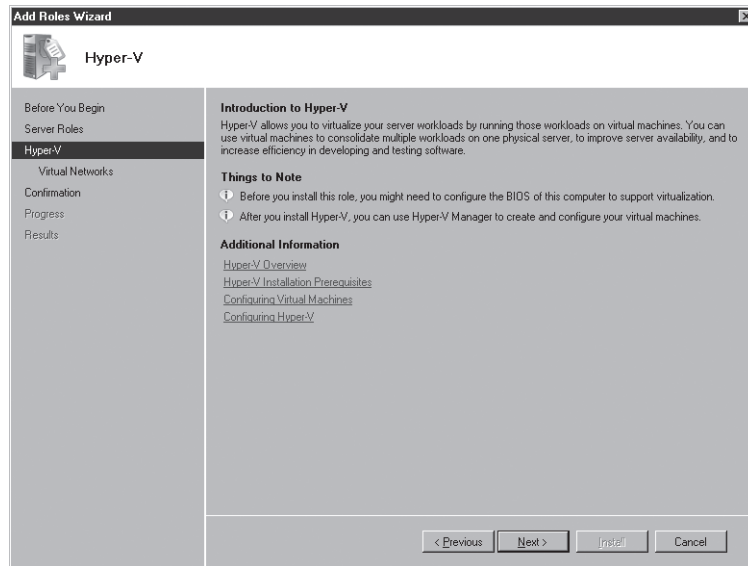 Add Roles Wizard
Hyper-V
Before You Begin
Server Roles
Hyper-V
Virtual Networks
Confirmation
Progress
Results
Introduction to Hyper-V
Hyper-V allows you to virtualize your server workloads by running those workloads on virtual machines. You can
use virtual machines to consolidate multiple workloads on one physical server, to improve server availability, and to
increase efficiency in developing and testing software.
Things to Note
Before you install this role, you might need to configure the BIOS of this computer to support virtualization.
After you install Hyper-V, you can use Hyper-V Manager to create and configure your virtual machines.
Additional Information
Hyper-V Overview
Hyper-V Installation Prerequisites
Configuring Virtual Machines
Configuring Hyper-V
< Previous
Next >
Install
Cancel